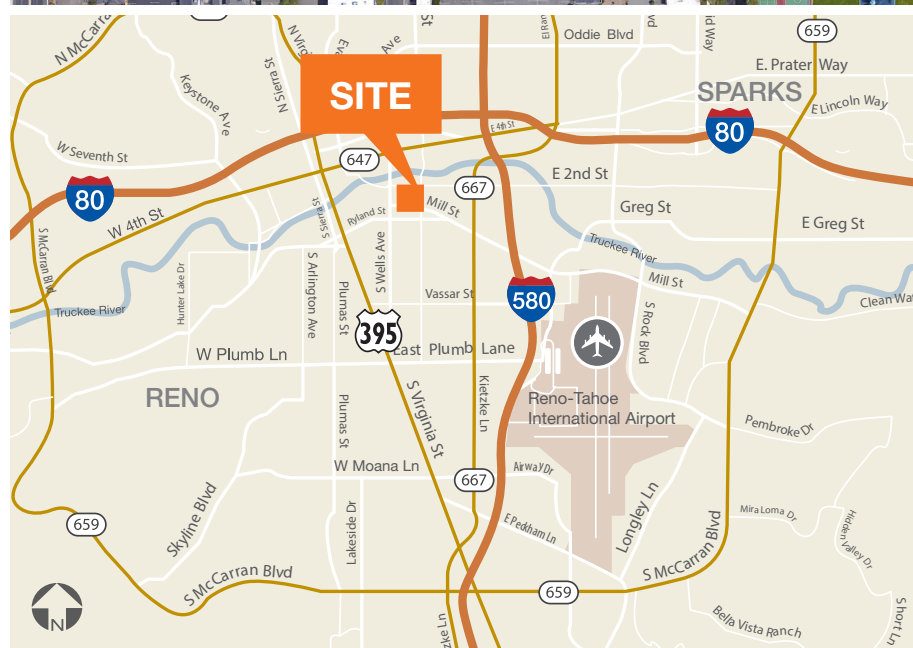 N McCarran
N Virgi
N Sierra St
Keystone Ave
Ave
St
Oddie Blvd
659
E. Prater Way
SPARKS
E Lincoln Way
80
SITE
E 4th St
W Seventh St
647
80
W 4th St
667
E 2nd St
Mill St
Ryland St
S Sierra St
Greg St
E Greg St
Truckee River
Mill St
S McCarran Blvd
Hunter Lake Dr
S Arlington Ave
Plumas St
S Wells Ave
Vassar St
580
S Rock Blvd
Clean Wat
Truckee River
395
W Plumb Ln
East Plumb Lane
RENO
Reno-Tahoe
International Airport
Plumas St
S Virginia St
Kietzke Ln
Pembroke Dr
W Moana Ln
667
Airway Dr
Skyline Blvd
Lakeside Dr
E Peckham Ln
Longley Ln
Mira Loma Dr
Hidden Valley Dr
659
S McCarran Blvd
S McCarran Blvd
659
N
zke Ln
Bella Vista Ranch
Short Ln